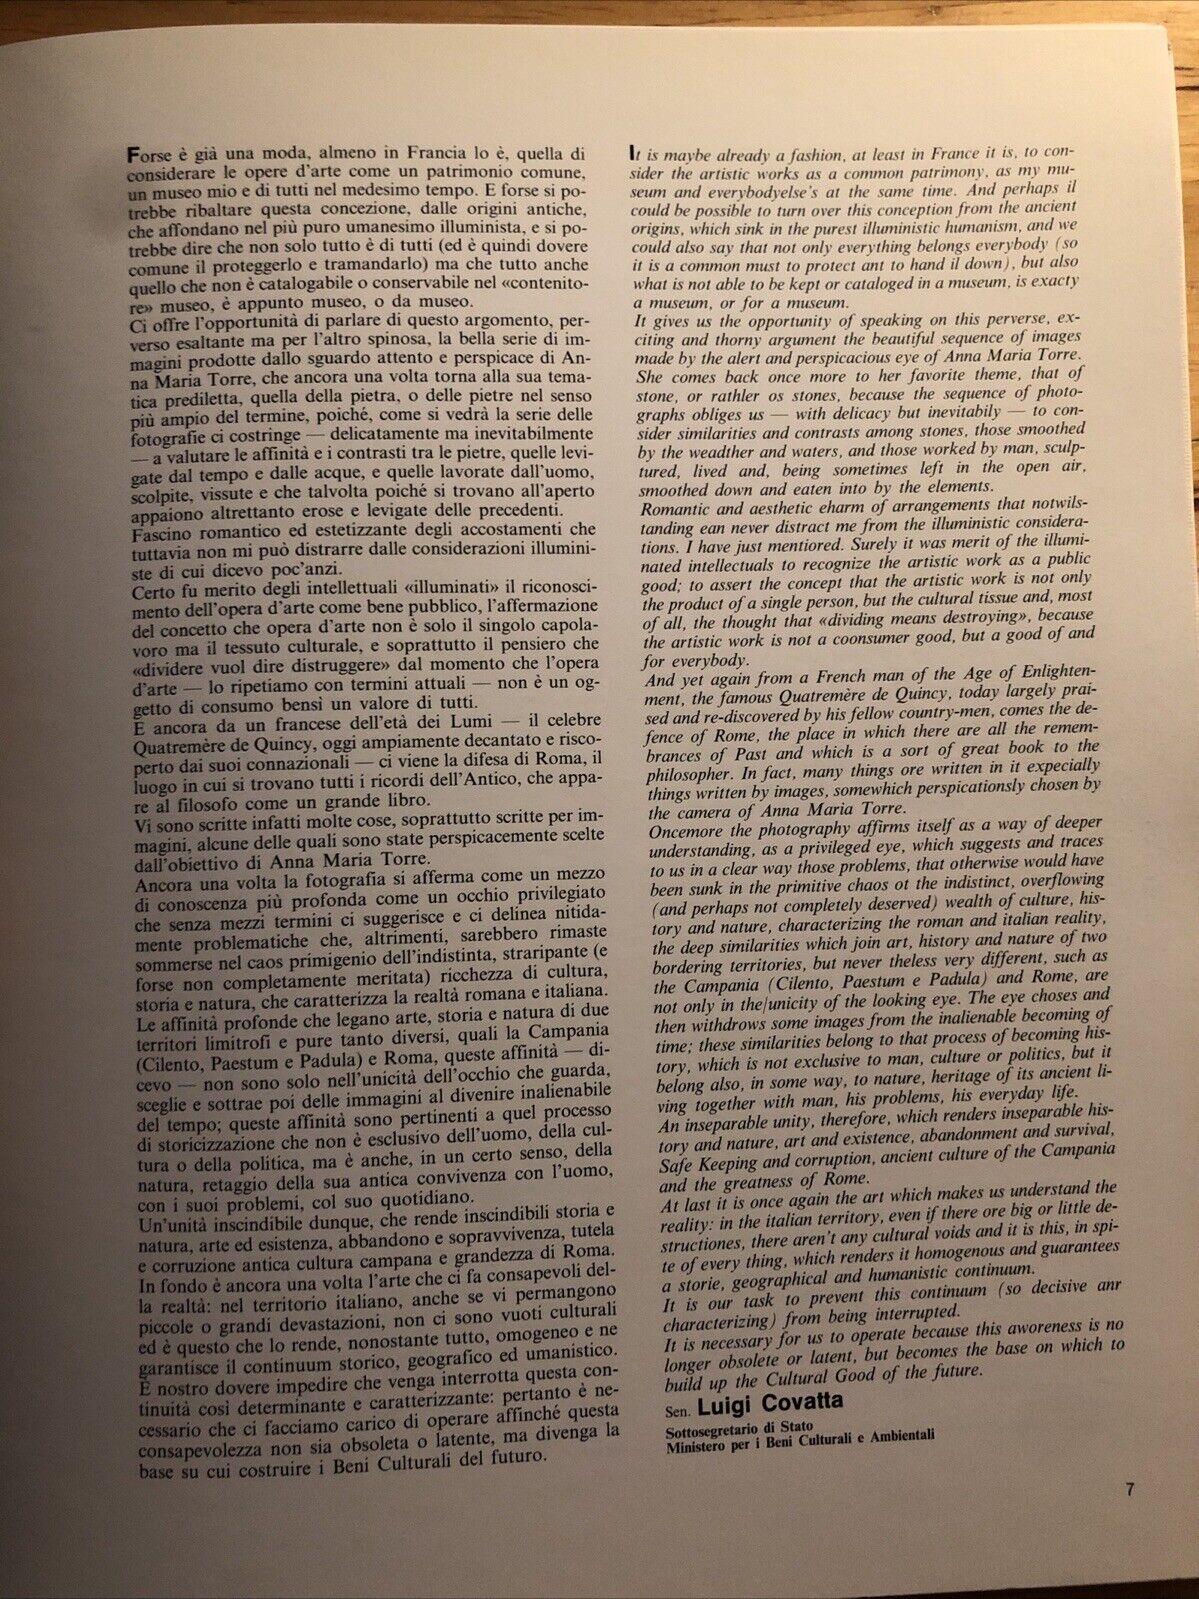 Forse è già una moda, almeno in Francia lo è, quella di
considerare le opere d'arte come un patrimonio comune,
un museo mio e di tutti nel medesimo tempo. E forse si po-
trebbe ribaltare questa concezione, dalle origini antiche,
che affondano nel più puro umanesimo illuminista, e si po-
trebbe dire che non solo tutto è di tutti (ed è quindi dovere
comune il proteggerlo e tramandarlo) ma che tutto anche
quello che non è catalogabile o conservabile nel «contenito-
re» museo, è appunto museo, o da museo.
Ci offre l'opportunità di parlare di questo argomento, per-
verso esaltante ma per l'altro spinosa, la bella serie di im-
magini prodotte dallo sguardo attento e perspicace di An-
na Maria Torre, che ancora una volta torna alla sua tema-
tica prediletta, quella della pietra, o delle pietre nel senso
più ampio del termine, poiché, come si vedrà la serie delle
fotografie ci costringe — delicatamente ma inevitabilmente
— a valutare le affinità e i contrasti tra le pietre, quelle levi-
gate dal tempo e dalle acque, e quelle lavorate dall'uomo,
scolpite, vissute e che talvolta poiché si trovano all'aperto
appaiono altrettanto erose e levigate delle precedenti.
Fascino romantico ed estetizzante degli accostamenti che
tuttavia non mi può distrarre dalle considerazioni illumini-
ste di cui dicevo poc'anzi.
Certo fu merito degli intellettuali «illuminati» il riconosci-
mento dell'opera d'arte come bene pubblico, l'affermazione
del concetto che opera d'arte non è solo il singolo capola-
voro ma il tessuto culturale, e soprattutto il pensiero che
«dividere vuol dire distruggere» dal momento che l'opera
d'arte — lo ripetiamo con termini attuali — non è un og-
getto di consumo bensì un valore di tutti.
E ancora da un francese dell'età dei Lumi — il celebre
Quatremère de Quincy, oggi ampiamente decantato e risco-
perto dai suoi connazionali — ci viene la difesa di Roma, il
luogo in cui si trovano tutti i ricordi dell'Antico, che appa-
re al filosofo come un grande libro.
Vi sono scritte infatti molte cose, soprattutto scritte per im-
magini, alcune delle quali sono state perspicacemente scelte
dall'obiettivo di Anna Maria Torre.
Ancora una volta la fotografia si afferma come un mezzo
di conoscenza più profonda come un occhio privilegiato
che senza mezzi termini ci suggerisce e ci delinea nitida-
mente problematiche che, altrimenti, sarebbero rimaste
sommerse nel caos primigenio dell'indistinta, straripante (e
forse non completamente meritata) ricchezza di cultura,
storia e natura, che caratterizza la realtà romana e italiana.
Le affinità profonde che legano arte, storia e natura di due
territori limitrofi e pure tanto diversi, quali la Campania
(Cilento, Paestum e Padula) e Roma, queste affinità — di-
cevo — non sono solo nell'unicità dell'occhio che guarda,
sceglie e sottrae poi delle immagini al divenire inalienabile
del tempo; queste affinità sono pertinenti a quel processo
di storicizzazione che non è esclusivo dell'uomo, della cul-
tura o della politica, ma è anche, in un certo senso, della
natura, retaggio della sua antica convivenza con l'uomo,
con i suoi problemi, col suo quotidiano.
Un'unità inscindibile dunque, che rende inscindibili storia e
natura, arte ed esistenza, abbandono e sopravvivenza, tutela
e corruzione antica cultura campana e grandezza di Roma.
In fondo è ancora una volta l'arte che ci fa consapevoli del-
la realtà: nel territorio italiano, anche se vi permangono
piccole o grandi devastazioni, non ci sono vuoti culturali
ed è questo che lo rende, nonostante tutto, omogeneo e ne
garantisce il continuum storico, geografico ed umanistico.
È nostro dovere impedire che venga interrotta questa con-
tinuità così determinante e caratterizzante: pertanto è ne-
cessario che ci facciamo carico di operare affinché questa
consapevolezza non sia obsoleta o latente, ma divenga la
base su cui costruire i Beni Culturali del futuro.
It is maybe already a fashion, at least in France it is, to con-
sider the artistic works as a common patrimony, as my mu-
seum and everybodyelse's at the same time. And perhaps il
could be possible to turn over this conception from the ancient
origins, which sink in the purest illuministic humanism, and we
could also say that not only everything belongs everybody (so
it is a common must to protect ant to hand il down), but also
what is not able to be kept or cataloged in a museum, is exacty
a museum, or for a museum.
It gives us the opportunity of speaking on this perverse, ex-
citing and thorny argument the beautiful sequence of images
made by the alert and perspicacious eye of Anna Maria Torre.
She comes back once more to her favorite theme, that of
stone, or rathler os stones, because the sequence of photo-
graphs obliges us — with delicacy but inevitabily — to con-
sider similarities and contrasts among stones, those smoothed
by the weadther and waters, and those worked by man, sculp-
tured, lived and, being sometimes left in the open air,
smoothed down and eaten into by the elements.
Romantic and aesthetic eharm of arrangements that notwils-
tanding ean never distract me from the illuministic considera-
tions. I have just mentiored. Surely it was merit of the illumi-
nated intellectuals to recognize the artistic work as a public
good; to assert the concept that the artistic work is not only
the product of a single person, but the cultural tissue and, most
of all, the thought that «dividing means destroying», because
the artistic work is not a coonsumer good, but a good of and
for everybody.
And yet again from a French man of the Age of Enlighten-
ment, the famous Quatremère de Quincy, today largely prai-
sed and re-discovered by his fellow country-men, comes the de-
fence of Rome, the place in which there are all the remem-
brances of Past and which is a sort of great book to the
philosopher. In fact, many things ore written in it expecially
things written by images, somewhich perspicationsly chosen by
the camera of Anna Maria Torre.
Oncemore the photography affirms itself as a way of deeper
understanding, as a privileged eye, which suggests and traces
to us in a clear way those problems, that otherwise would have
been sunk in the primitive chaos ot the indistinct, overflowing
(and perhaps not completely deserved) wealth of culture, his-
tory and nature, characterizing the roman and italian reality,
the deep similarities which join art, history and nature of two
bordering territories, but never theless very different, such as
the Campania (Cilento, Paestum e Padula) and Rome, are
not only in the/unicity of the looking eye. The eye choses and
then withdrows some images from the inalienable becoming of
time; these similarities belong to that process of becoming his-
tory, which is not exclusive to man, culture or politics, but it
belong also, in some way, to nature, heritage of its ancient li-
ving together with man, his problems, his everyday life.
An inseparable unity, therefore, which renders inseparable his-
tory and nature, art and existence, abandonment and survival,
Safe Keeping and corruption, ancient culture of the Campania
and the greatness of Rome.
At last it is once again the art which makes us understand the
reality: in the italian territory, even if there ore big or little de-
structiones, there aren't any cultural voids and it is this, in spi-
te of every thing, which renders it homogenous and guarantees
a storie, geographical and humanistic continuum.
It is our task to prevent this continuum (so decisive anr
characterizing) from being interrupted.
It is necessary for us to operate because this aworeness is no
longer obsolete or latent, but becomes the base on which to
build up the Cultural Good of the future.
Sen. Luigi Covatta
Sottosegretario di Stato
Ministero per i Beni Culturali e Ambientali
7